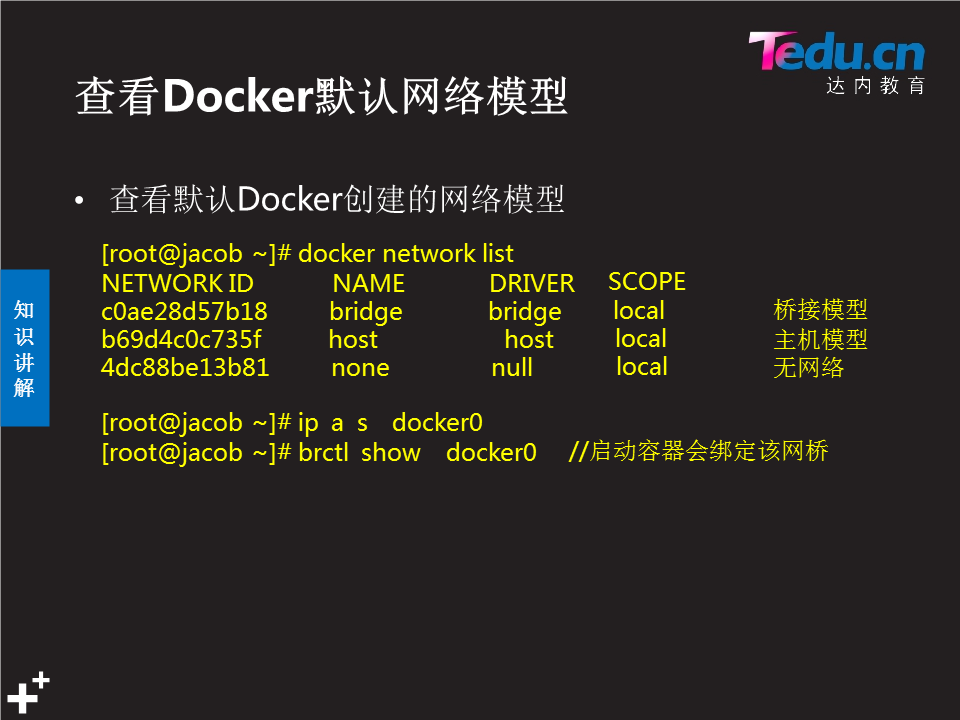 Tedu.cn
达内教育
查看Docker默认网络模型
• 查看默认Docker创建的网络模型
[root@jacob ~]# docker network list
NETWORK ID NAME DRIVER SCOPE
c0ae28d57b18 bridge bridge local 桥接模型
b69d4c0c735f host host local 主机模型
4dc88be13b81 none null local 无网络
[root@jacob ~]# ip a s docker0
[root@jacob ~]# brctl show docker0 //启动容器会绑定该网桥
知
识
讲
解